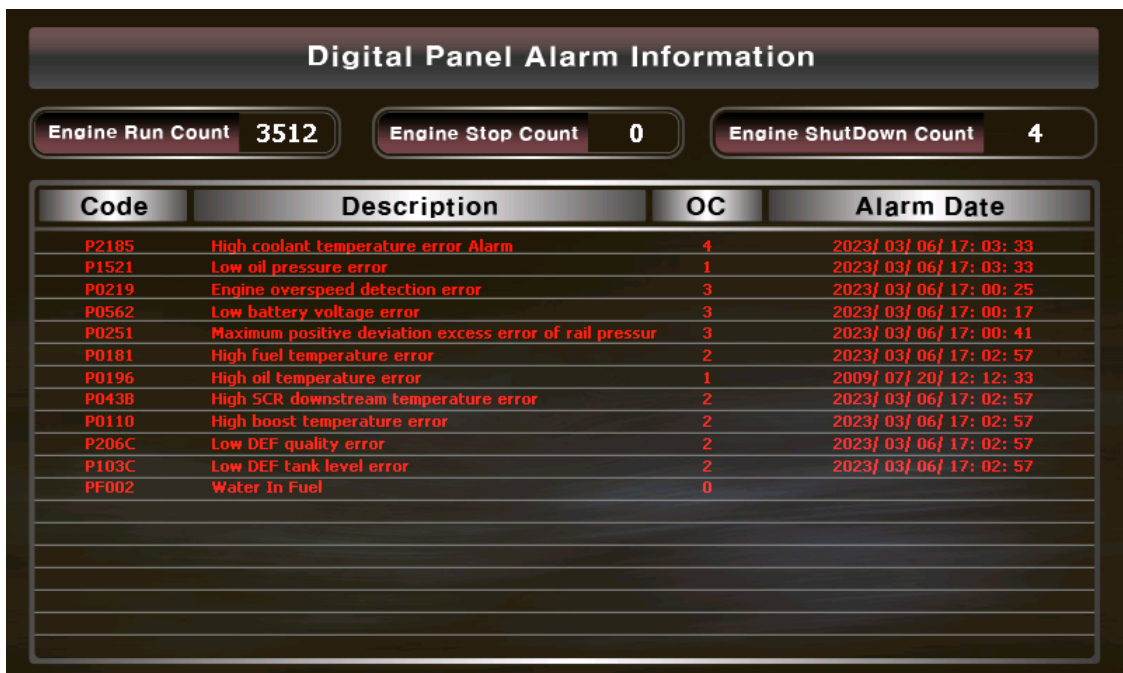 Digital Panel Alarm Information
Engine Run Count 3512 Engine Stop Count 0 Engine ShutDown Count 4
Code Description OC Alarm Date
P2185 High coolant temperature error Alarm 4 2023/ 03/ 06/ 17: 03: 33
P1521 Low oil pressure error 1 2023/ 03/ 06/ 17: 03: 33
P0219 Engine overspeed detection error 3 2023/ 03/ 06/ 17: 00: 25
P0562 Low battery voltage error 3 2023/ 03/ 06/ 17: 00: 17
P0251 Maximum positive deviation excess error of rail pressur 3 2023/ 03/ 06/ 17: 00: 41
P0181 High fuel temperature error 2 2023/ 03/ 06/ 17: 02: 57
P0196 High oil temperature error 1 2009/ 07/ 20/ 12: 12: 33
P043B High SCR downstream temperature error 2 2023/ 03/ 06/ 17: 02: 57
P0110 High boost temperature error 2 2023/ 03/ 06/ 17: 02: 57
P206C Low DEF quality error 2 2023/ 03/ 06/ 17: 02: 57
P103C Low DEF tank level error 2 2023/ 03/ 06/ 17: 02: 57
PF002 Water In Fuel 0